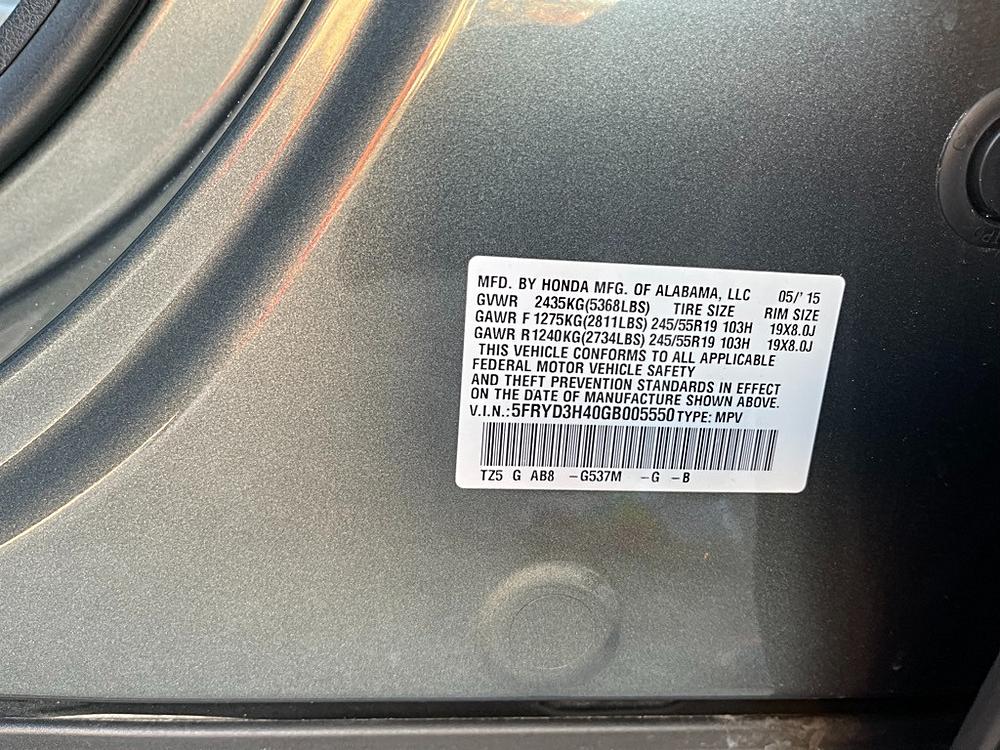 MFD. BY HONDA MFG. OF ALABAMA, LLC 05/' 15
GVWR 2435KG(5368LBS) TIRE SIZE RIM SIZE
GAWR F 1275KG(2811LBS) 245/55R19 103H 19X8.0J
GAWR R1240KG(2734LBS) 245/55R19 103H 19X8.0J
THIS VEHICLE CONFORMS TO ALL APPLICABLE
FEDERAL MOTOR VEHICLE SAFETY
AND THEFT PREVENTION STANDARDS IN EFFECT
ON THE DATE OF MANUFACTURE SHOWN ABOVE.
V.I.N.:5FRYD3H40GB005550 TYPE: MPV
TZ5 G AB8 -G537M -G -B